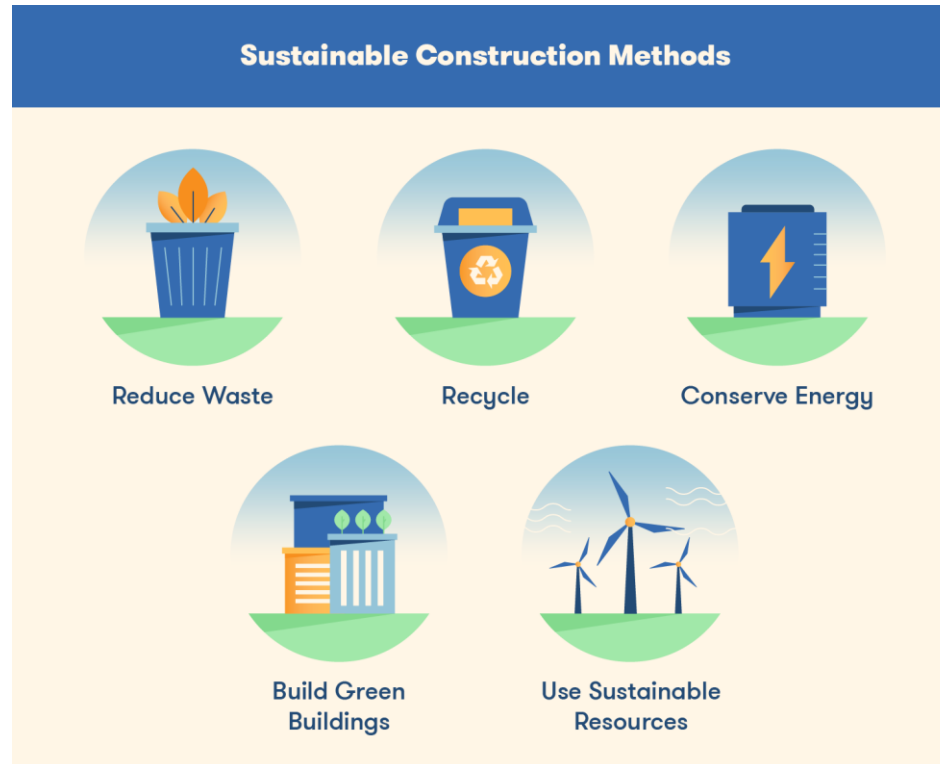 Sustainable Construction Methods
Reduce Waste
Recycle
Conserve Energy
Build Green
Buildings
Use Sustainable
Resources